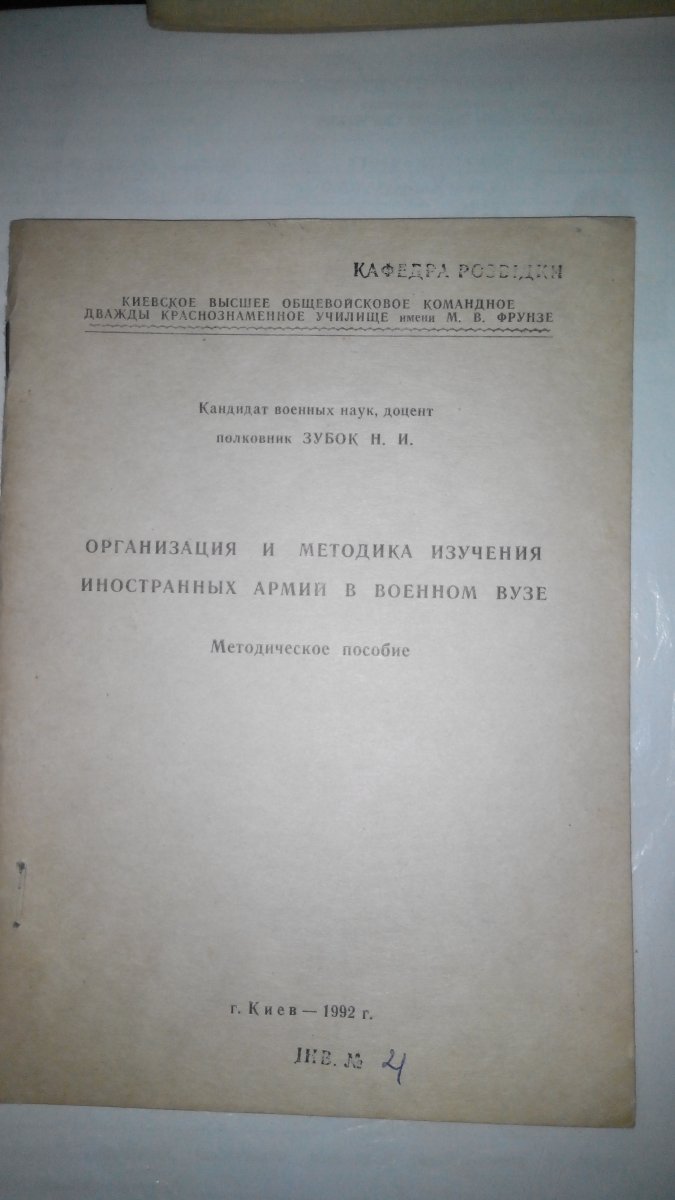 КАФЕДРА РОЗВІДКИ
КИЕВСКОЕ ВЫСШЕЕ ОБЩЕВОЙСКОВОЕ КОМАНДНОЕ
ДВАЖДЫ КРАСНОЗНАМЕННОЕ УЧИЛИЩЕ имени М. В. ФРУНЗЕ
Кандидат военных наук, доцент
полковник ЗУБОК Н. И.
ОРГАНИЗАЦИЯ И МЕТОДИКА ИЗУЧЕНИЯ
ИНОСТРАННЫХ АРМИЙ В ВОЕННОМ ВУЗЕ
Методическое пособие
г. Киев — 1992 г.
ІНВ. №